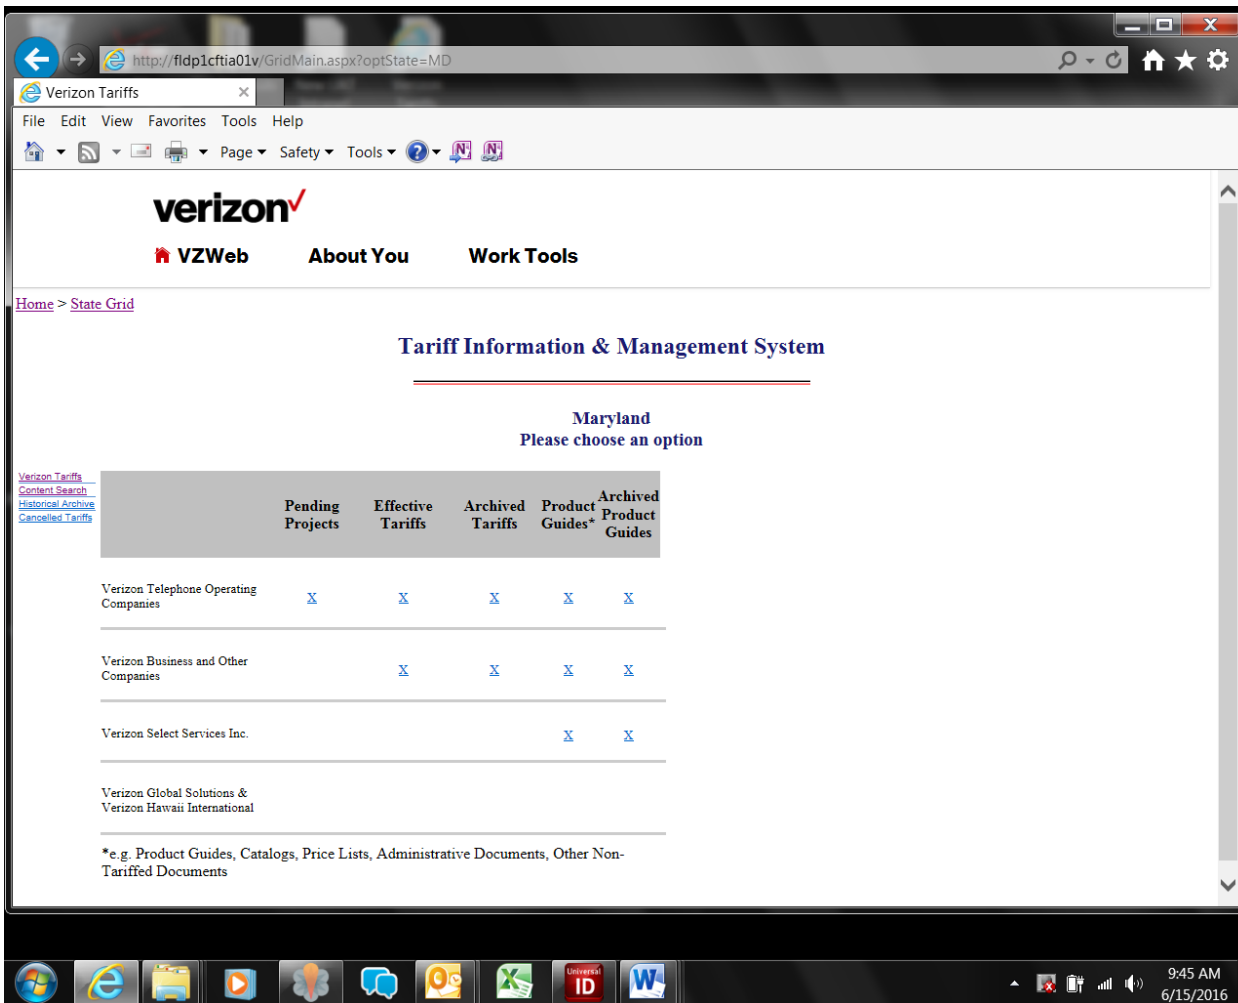 http://fldp1cftia01v/GridMain.aspx?optState=MD
Verizon Tariffs
File Edit View Favorites Tools Help
Page Safety Tools
verizon
VZWeb About You Work Tools
Home > State Grid
Tariff Information & Management System
Maryland
Please choose an option
Verizon Tariffs
Content Search
Historical Archive
Cancelled Tariffs
Pending Projects Effective Tariffs Archived Tariffs Product Guides* Archived Product Guides
Verizon Telephone Operating
Companies
X X X X X
Verizon Business and Other
Companies
X X X X
Verizon Select Services Inc.
X X
Verizon Global Solutions &
Verizon Hawaii International
*e.g. Product Guides, Catalogs, Price Lists, Administrative Documents, Other Non-
Tariffed Documents
Universal
ID
9:45 AM
6/15/2016